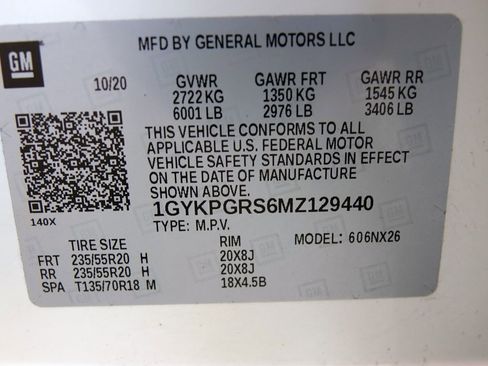 GM
MFD BY GENERAL MOTORS LLC
10/20 GVWR GAWR FRT GAWR RR
2722 KG 1350 KG 1545 KG
6001 LB 2976 LB 3406 LB
THIS VEHICLE CONFORMS TO ALL
APPLICABLE U.S. FEDERAL MOTOR
VEHICLE SAFETY STANDARDS IN EFFECT
ON THE DATE OF MANUFACTURE
SHOWN ABOVE.
140X 1GYKPGRS6MZ129440
TYPE: M.P.V. MODEL: 606NX26
TIRE SIZE RIM
FRT 235/55R20 H 20X8J
RR 235/55R20 H 20X8J
SPA T135/70R18 M 18X4.5B